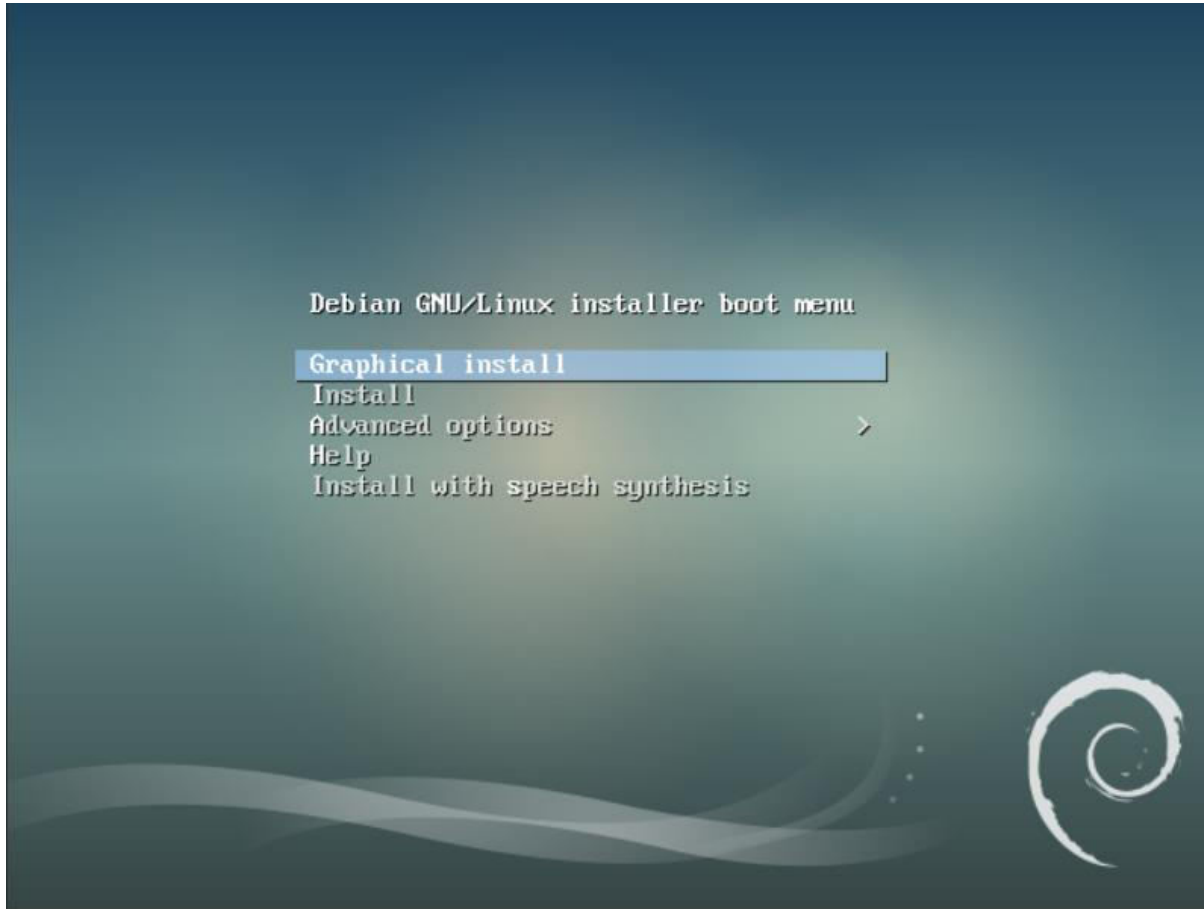 Debian GNU/Linux installer boot menu
Graphical install
Install
Advanced options >
Help
Install with speech synthesis